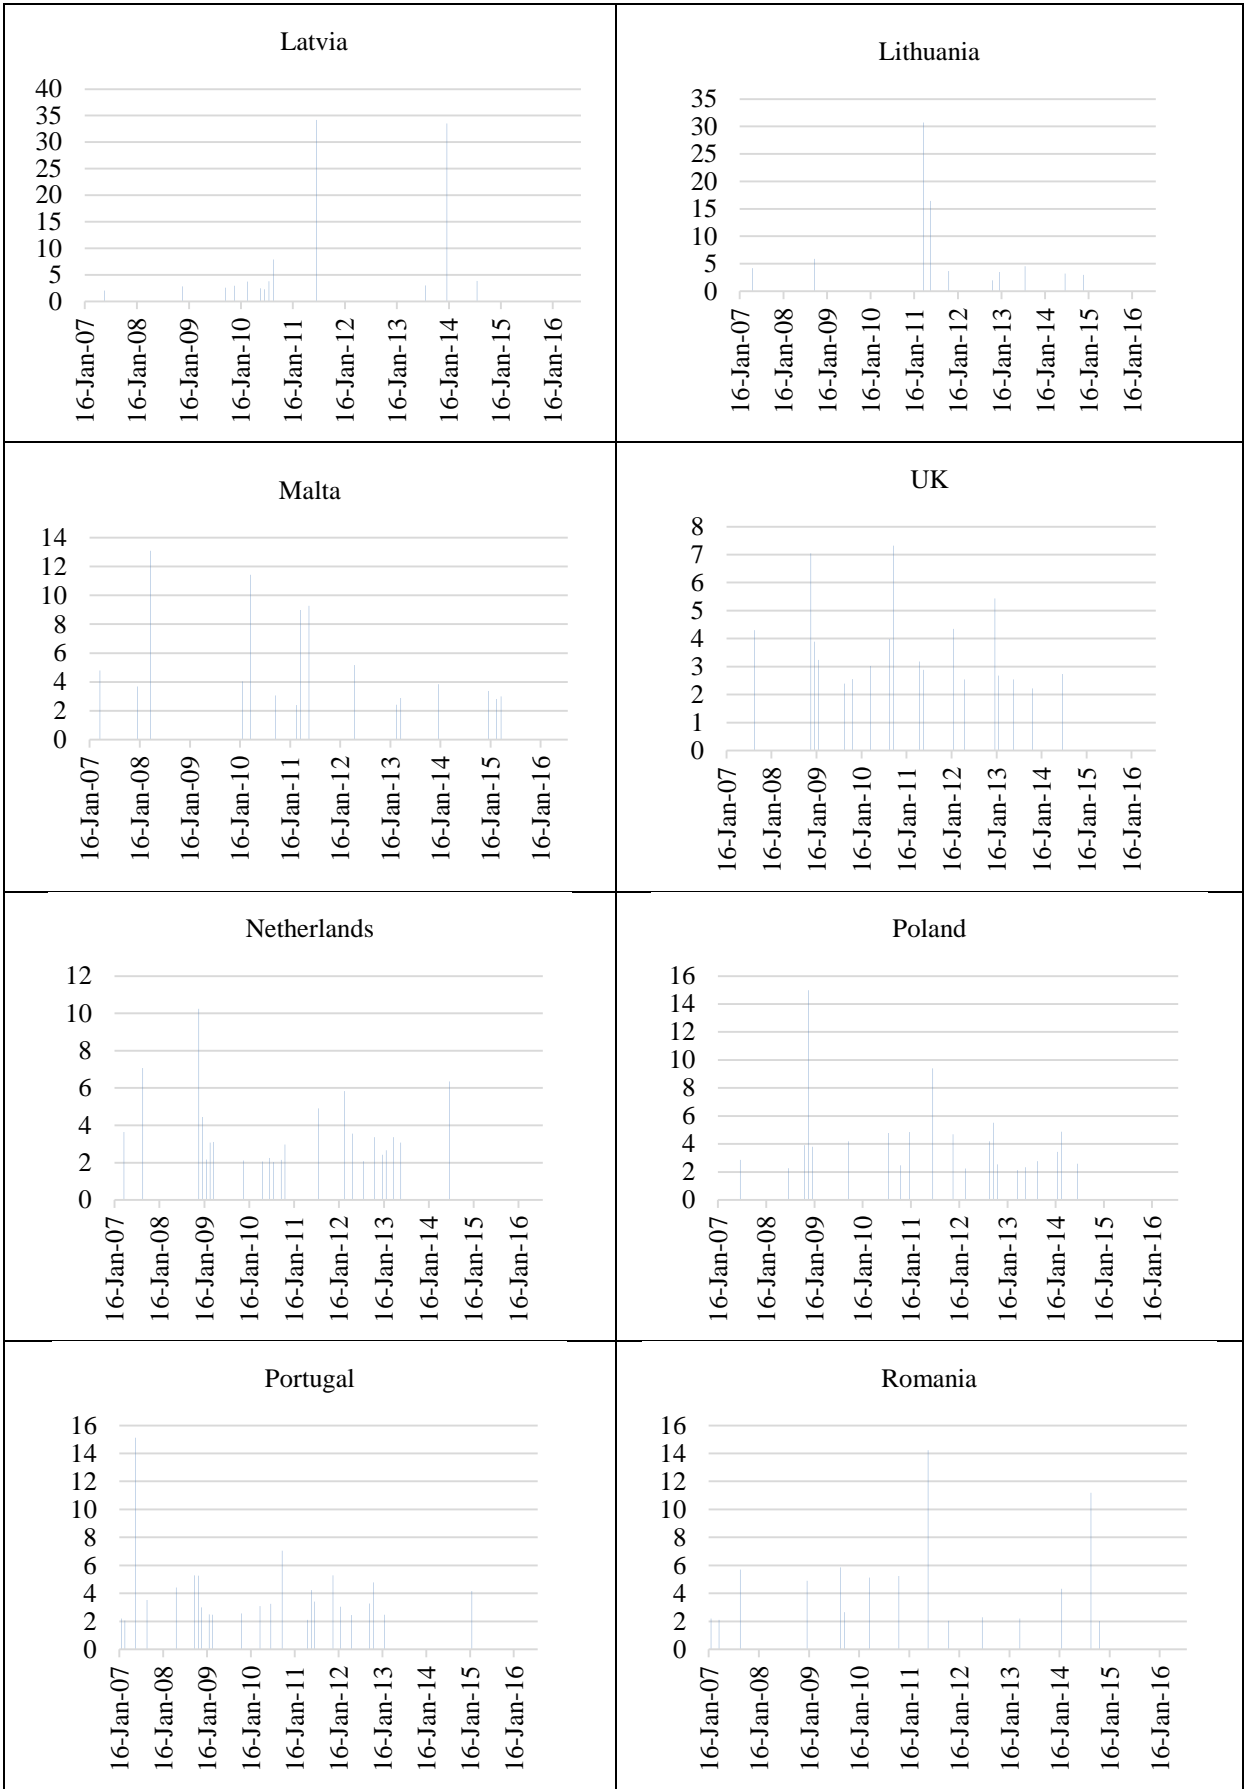 Latvia
40
35
30
25
20
15
10
5
0
16-Jan-07
16-Jan-08
16-Jan-09
16-Jan-10
16-Jan-11
16-Jan-12
16-Jan-13
16-Jan-14
16-Jan-15
16-Jan-16
Lithuania
35
30
25
20
15
10
5
0
16-Jan-07
16-Jan-08
16-Jan-09
16-Jan-10
16-Jan-11
16-Jan-12
16-Jan-13
16-Jan-14
16-Jan-15
16-Jan-16
Malta
14
12
10
8
6
4
2
0
16-Jan-07
16-Jan-08
16-Jan-09
16-Jan-10
16-Jan-11
16-Jan-12
16-Jan-13
16-Jan-14
16-Jan-15
16-Jan-16
UK
8
7
6
5
4
3
2
1
0
16-Jan-07
16-Jan-08
16-Jan-09
16-Jan-10
16-Jan-11
16-Jan-12
16-Jan-13
16-Jan-14
16-Jan-15
16-Jan-16
Netherlands
12
10
8
6
4
2
0
16-Jan-07
16-Jan-08
16-Jan-09
16-Jan-10
16-Jan-11
16-Jan-12
16-Jan-13
16-Jan-14
16-Jan-15
16-Jan-16
Poland
16
14
12
10
8
6
4
2
0
16-Jan-07
16-Jan-08
16-Jan-09
16-Jan-10
16-Jan-11
16-Jan-12
16-Jan-13
16-Jan-14
16-Jan-15
16-Jan-16
Portugal
16
14
12
10
8
6
4
2
0
16-Jan-07
16-Jan-08
16-Jan-09
16-Jan-10
16-Jan-11
16-Jan-12
16-Jan-13
16-Jan-14
16-Jan-15
16-Jan-16
Romania
16
14
12
10
8
6
4
2
0
16-Jan-07
16-Jan-08
16-Jan-09
16-Jan-10
16-Jan-11
16-Jan-12
16-Jan-13
16-Jan-14
16-Jan-15
16-Jan-16